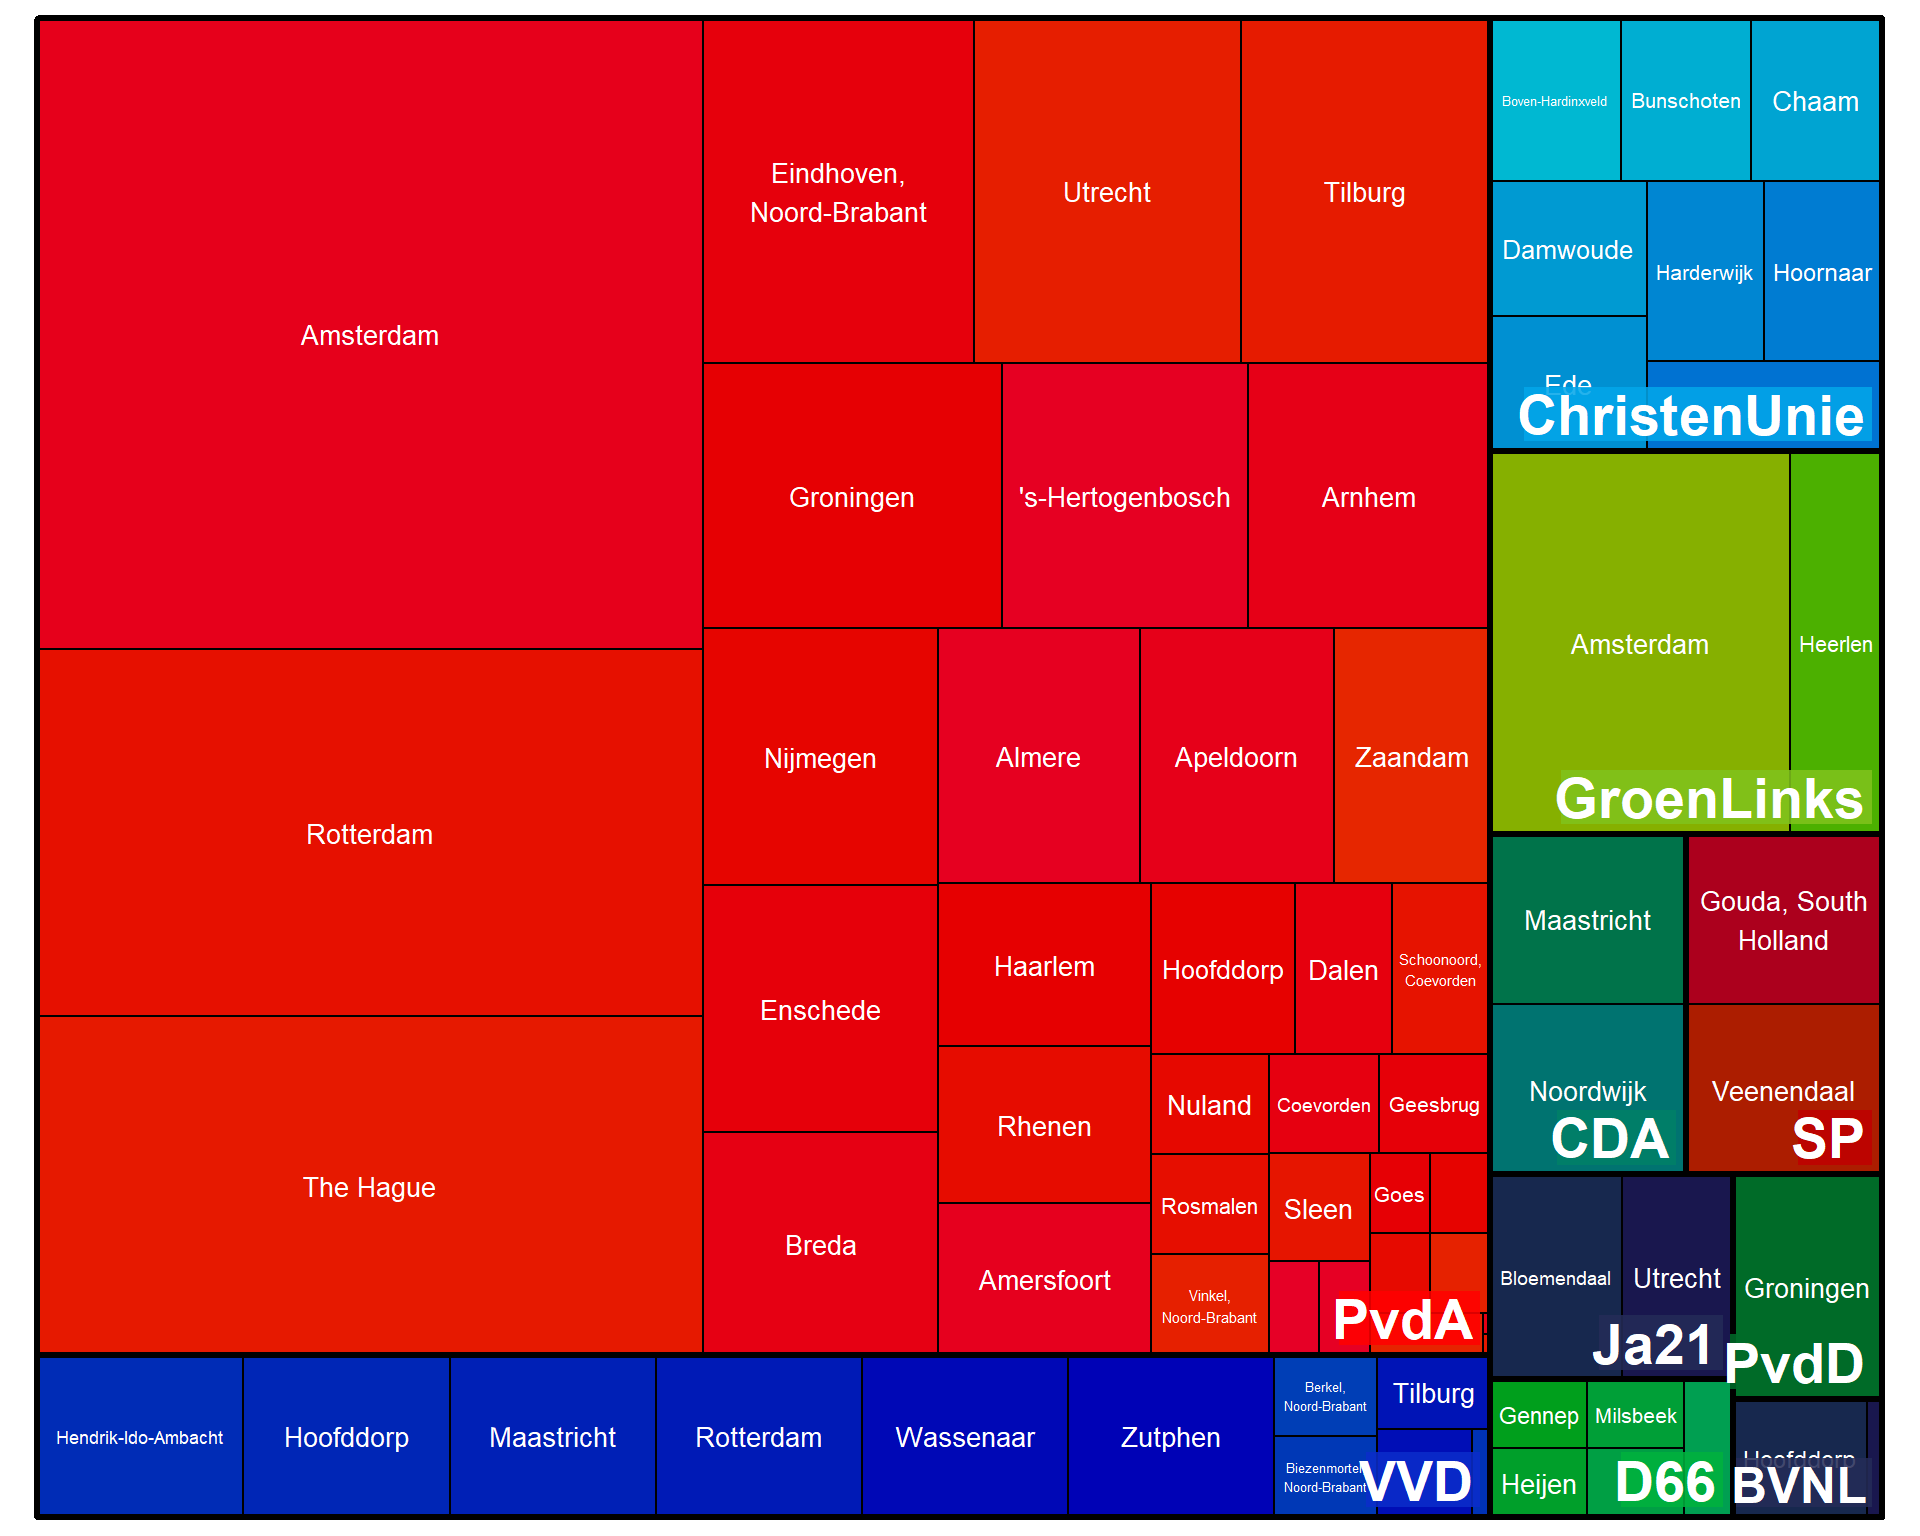 Amsterdam
Rotterdam
The Hague
Eindhoven,
Noord-Brabant
Utrecht
Tilburg
Groningen
's-Hertogenbosch
Arnhem
Nijmegen
Almere
Apeldoorn
Zaandam
Enschede
Breda
Haarlem
Rhenen
Amersfoort
Hoofddorp
Dalen
Schoonoord,
Coevorden
Nuland
Coevorden
Geesbrug
Rosmalen
Sleen
Goes
Vinkel,
Noord-Brabant
PvdA
Hendrik-Ido-Ambacht
Hoofddorp
Maastricht
Rotterdam
Wassenaar
Zutphen
Berkel,
Noord-Brabant
Tilburg
Biezenmortel,
Noord-Brabant
VVD
Boven-Hardinxveld
Bunschoten
Chaam
Damwoude
Harderwijk
Hoornaar
Ede
ChristenUnie
Amsterdam
Heerlen
GroenLinks
Maastricht
Noordwijk
CDA
Gouda, South
Holland
Veenendaal
SP
Bloemendaal
Utrecht
Ja21
Groningen
PvdD
Gennep
Milsbeek
Heijen
D66
Hoofddorp
BVNL